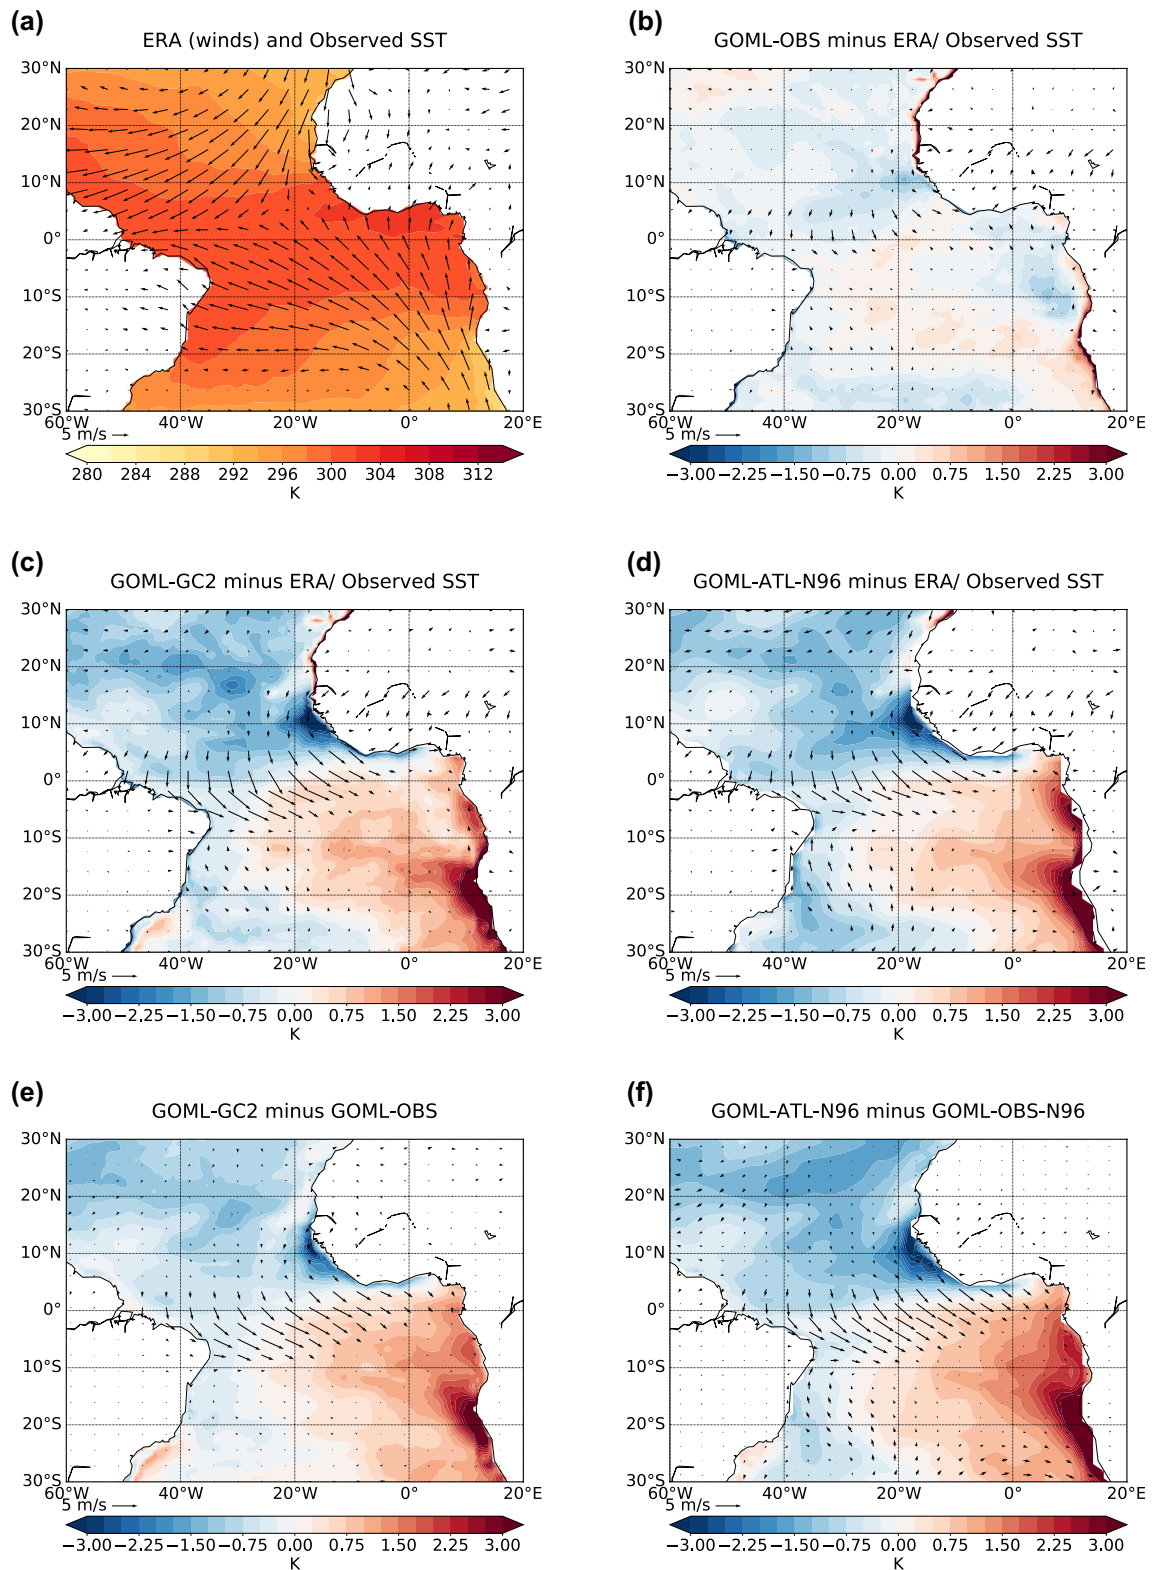 (a)
ERA (winds) and Observed SST
30°N
20°N
10°N
0°
10°S
20°S
30°S
60°W 40°W 20°W 0° 20°E
5 m/s
280 284 288 292 296 300 304 308 312
K
(b)
GOML-OBS minus ERA/ Observed SST
30°N
20°N
10°N
0°
10°S
20°S
30°S
60°W 40°W 20°W 0° 20°E
5 m/s
−3.00 −2.25 −1.50 −0.75 0.00 0.75 1.50 2.25 3.00
K
(c)
GOML-GC2 minus ERA/ Observed SST
30°N
20°N
10°N
0°
10°S
20°S
30°S
60°W 40°W 20°W 0° 20°E
5 m/s
−3.00 −2.25 −1.50 −0.75 0.00 0.75 1.50 2.25 3.00
K
(d)
GOML-ATL-N96 minus ERA/ Observed SST
30°N
20°N
10°N
0°
10°S
20°S
30°S
60°W 40°W 20°W 0° 20°E
5 m/s
−3.00 −2.25 −1.50 −0.75 0.00 0.75 1.50 2.25 3.00
K
(e)
GOML-GC2 minus GOML-OBS
30°N
20°N
10°N
0°
10°S
20°S
30°S
60°W 40°W 20°W 0° 20°E
5 m/s
−3.00 −2.25 −1.50 −0.75 0.00 0.75 1.50 2.25 3.00
K
(f)
GOML-ATL-N96 minus GOML-OBS-N96
30°N
20°N
10°N
0°
10°S
20°S
30°S
60°W 40°W 20°W 0° 20°E
5 m/s
−3.00 −2.25 −1.50 −0.75 0.00 0.75 1.50 2.25 3.00
K